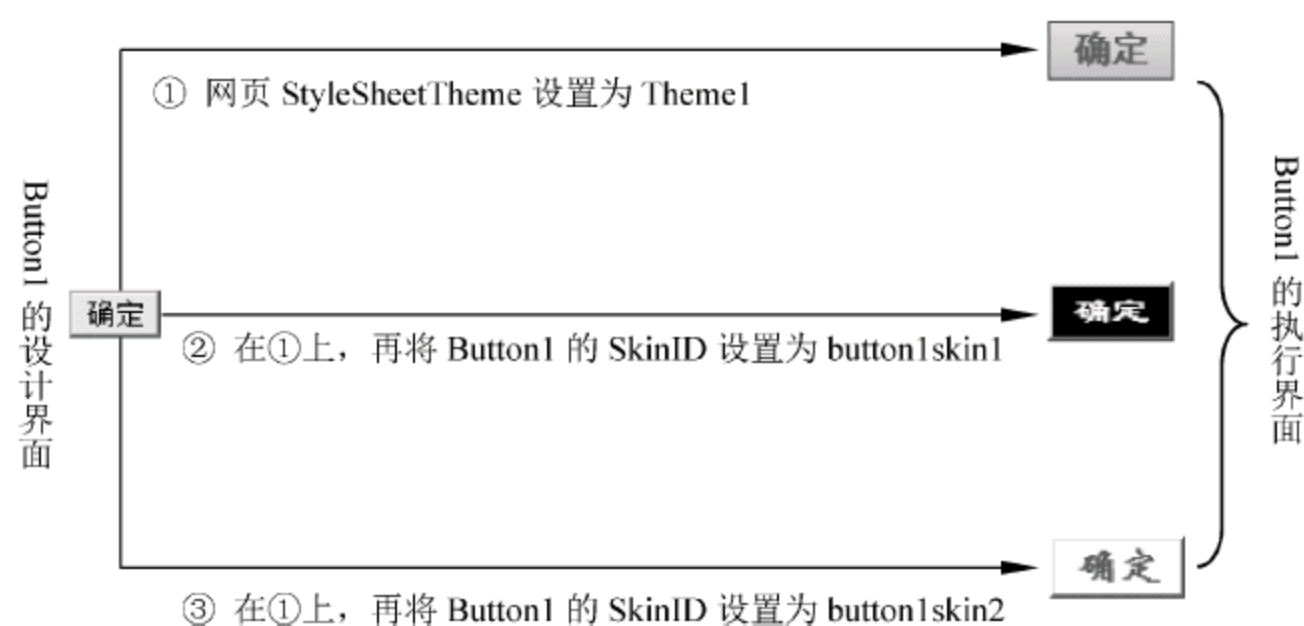 确定
① 网页 StyleSheetTheme 设置为 Theme1
Button1 的设计界面
确定
确定
② 在①上，再将 Button1 的 SkinID 设置为 button1skin1
Button1 的执行界面
确定
③ 在①上，再将 Button1 的 SkinID 设置为 button1skin2